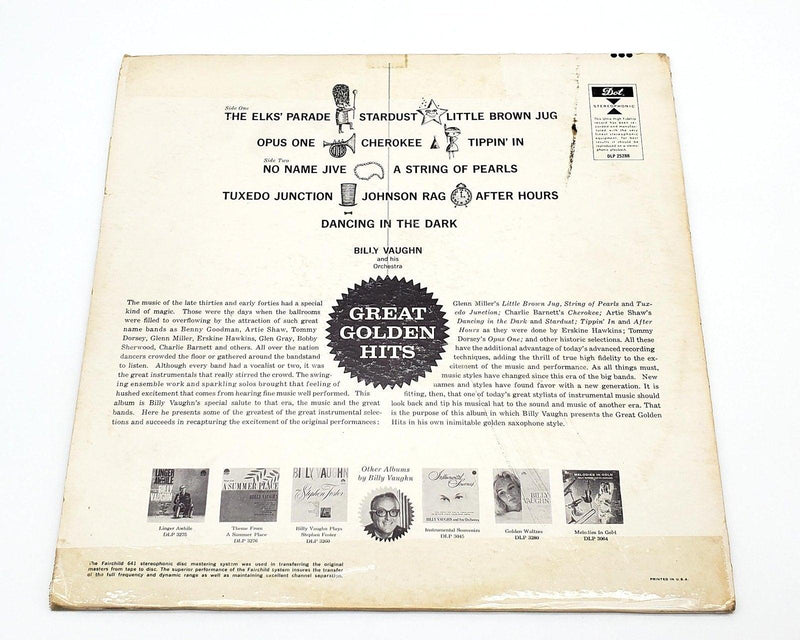 Side One
THE ELKS' PARADE STARDUST LITTLE BROWN JUG
OPUS ONE CHEROKEE TIPPIN' IN
Side Two
NO NAME JIVE A STRING OF PEARLS
TUXEDO JUNCTION JOHNSON RAG AFTER HOURS
DANCING IN THE DARK
BILLY VAUGHN
and his
Orchestra
GREAT
GOLDEN
HITS
Dot
STEREOPHONIC
DLP 25288
The music of the late thirties and early forties had a special
kind of magic. Those were the days when the ballrooms
were filled to overflowing by the attraction of such great
name bands as Benny Goodman, Artie Shaw, Tommy
Dorsey, Glenn Miller, Erskine Hawkins, Glen Gray, Bobby
Sherwood, Charlie Barnett and others. All over the nation
dancers crowded the floor or gathered around the bandstand
to listen. Although every band had a vocalist or two, it was
the great instrumentals that really stirred the crowd. The swing-
ing ensemble work and sparkling solos brought that feeling of
hushed excitement that comes from hearing fine music well performed. This
album is Billy Vaughn's special salute to that era, the music and the great
bands. Here he presents some of the greatest of the great instrumental selec-
tions and succeeds in recapturing the excitement of the original performances:
Glenn Miller's Little Brown Jug, String of Pearls and Tux-
edo Junction; Charlie Barnett's Cherokee; Artie Shaw's
Dancing in the Dark and Stardust; Tippin' In and After
Hours as they were done by Erskine Hawkins; Tommy
Dorsey's Opus One; and other historic selections. All these
have the additional advantage of today's advanced recording
techniques, adding the thrill of true high fidelity to the ex-
citement of the music and performance. As all things must,
music styles have changed since this era of the big bands. New
names and styles have found favor with a new generation. It is
fitting, then, that one of today's great stylists of instrumental music should
look back and tip his musical hat to the sound and music of another era. That
is the purpose of this album in which Billy Vaughn presents the Great Golden
Hits in his own inimitable golden saxophone style.
Other Albums
by Billy Vaughn
Linger Awhile
DLP 3275
Theme From
A Summer Place
DLP 3276
Billy Vaughn Plays
Stephen Foster
DLP 3260
Instrumental Souvenirs
DLP 3045
Golden Waltzes
DLP 3280
Melodies In Gold
DLP 3064
The Fairchild 641 stereophonic disc mastering system was used in transferring the original
masters from tape to disc. The superior performance of the Fairchild system insures the transfer
of the full frequency and dynamic range as well as maintaining excellent channel separation.
PRINTED IN U.S.A.